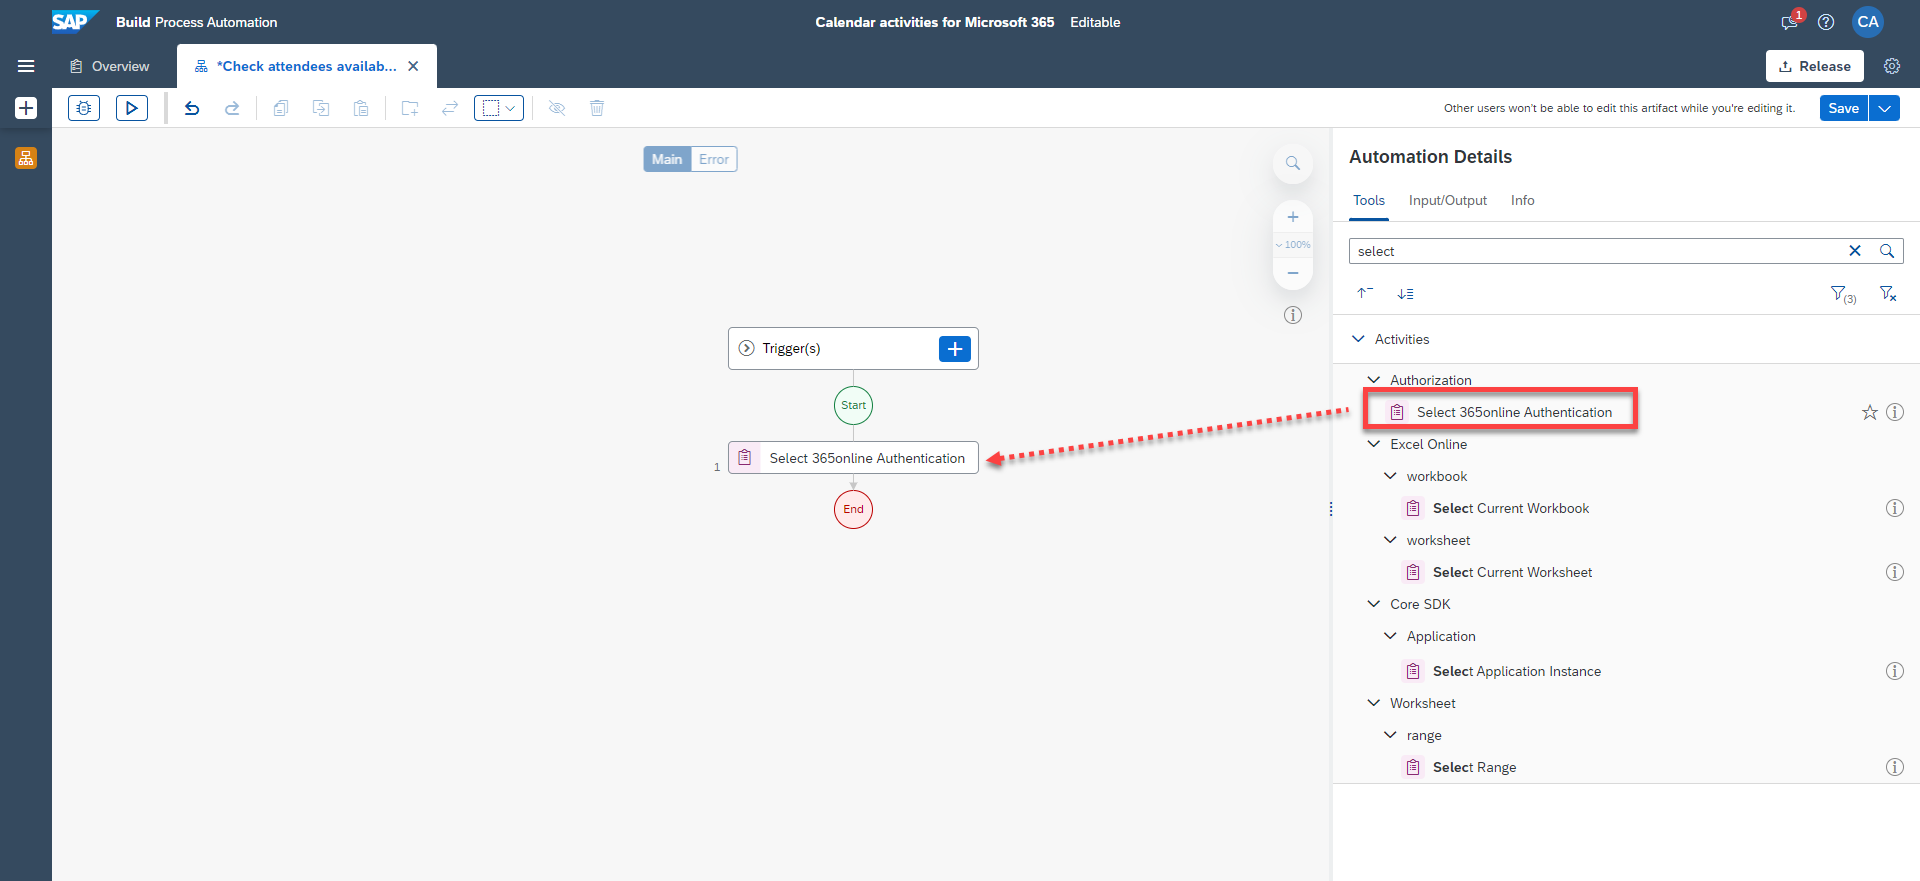 SAP Build Process Automation
Calendar activities for Microsoft 365 Editable
1
CA
Overview
*Check attendees availab...
Release
Other users won't be able to edit this artifact while you're editing it.
Save
Main Error
100%
Trigger(s)
Start
1
Select 365online Authentication
End
Automation Details
Tools Input/Output Info
select
(3)
Activities
Authorization
Select 365online Authentication
Excel Online
workbook
Select Current Workbook
worksheet
Select Current Worksheet
Core SDK
Application
Select Application Instance
Worksheet
range
Select Range